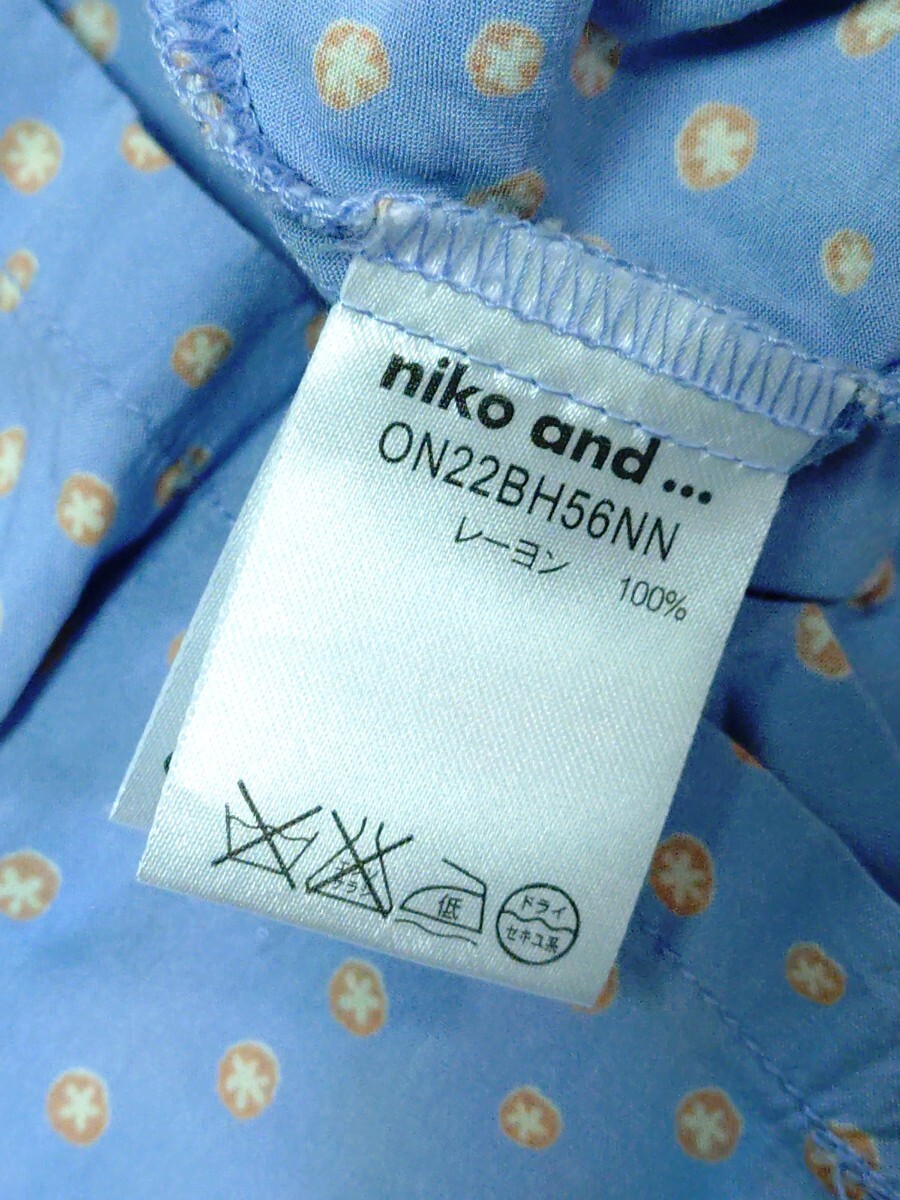 niko and ...
ON22BH56NN
レーヨン 100%
低
ドライ
セキユ系